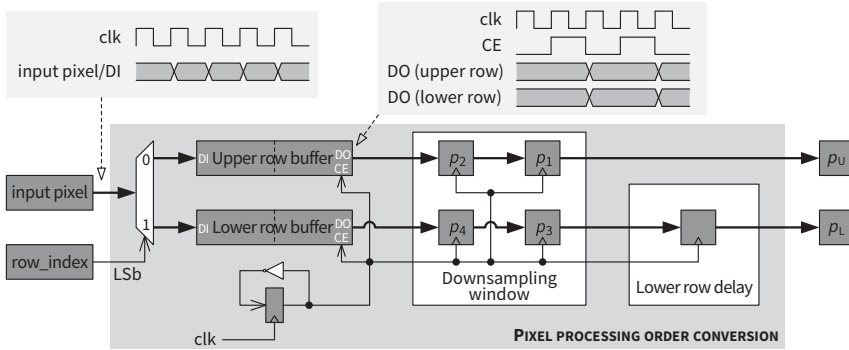 clk
input pixel/DI
clk
CE
DO (upper row)
DO (lower row)
input pixel
row_index
LSb
0
1
DI Upper row buffer DO
CE
DI Lower row buffer DO
CE
clk
p2 p1
p4 p3
Downsampling
window
Lower row delay
pU
pL
PIXEL PROCESSING ORDER CONVERSION